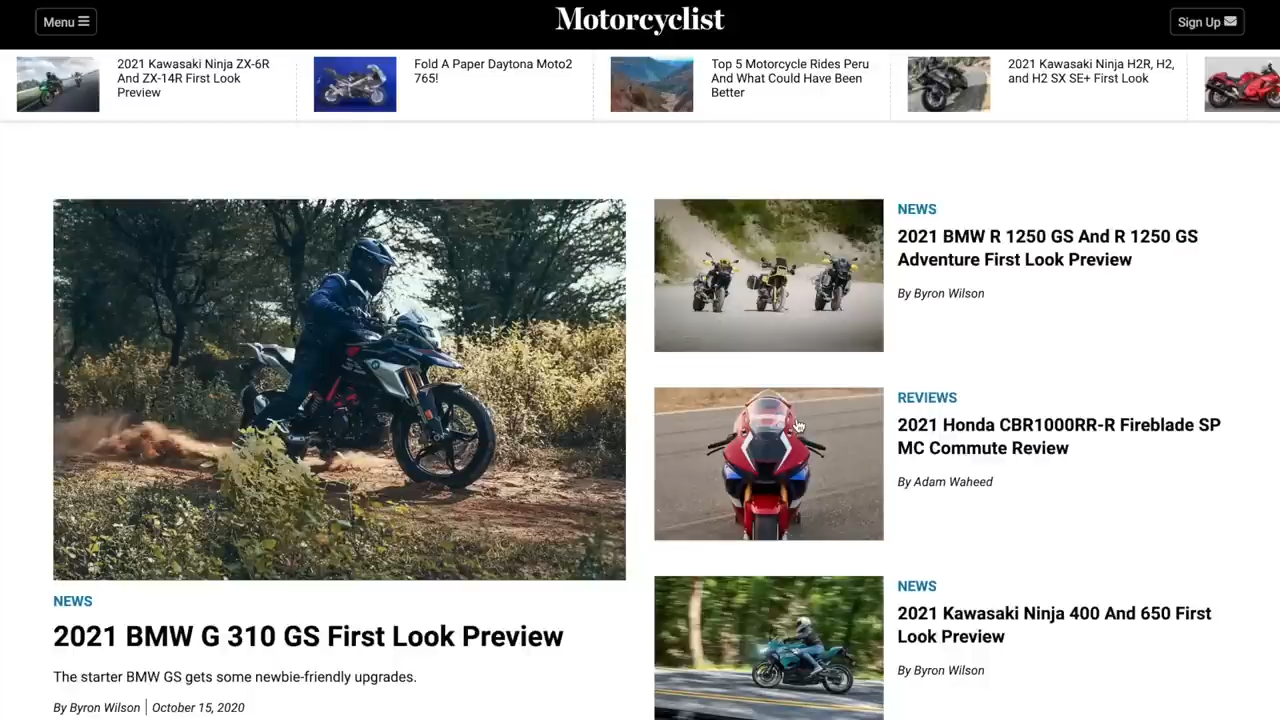 Menu
Motorcyclist
Sign Up
2021 Kawasaki Ninja ZX-6R
And ZX-14R First Look
Preview
Fold A Paper Daytona Moto2
765!
Top 5 Motorcycle Rides Peru
And What Could Have Been
Better
2021 Kawasaki Ninja H2R, H2,
and H2 SX SE+ First Look
NEWS
2021 BMW G 310 GS First Look Preview
The starter BMW GS gets some newbie-friendly upgrades.
By Byron Wilson | October 15, 2020
NEWS
2021 BMW R 1250 GS And R 1250 GS
Adventure First Look Preview
By Byron Wilson
REVIEWS
2021 Honda CBR1000RR-R Fireblade SP
MC Commute Review
By Adam Waheed
NEWS
2021 Kawasaki Ninja 400 And 650 First
Look Preview
By Byron Wilson